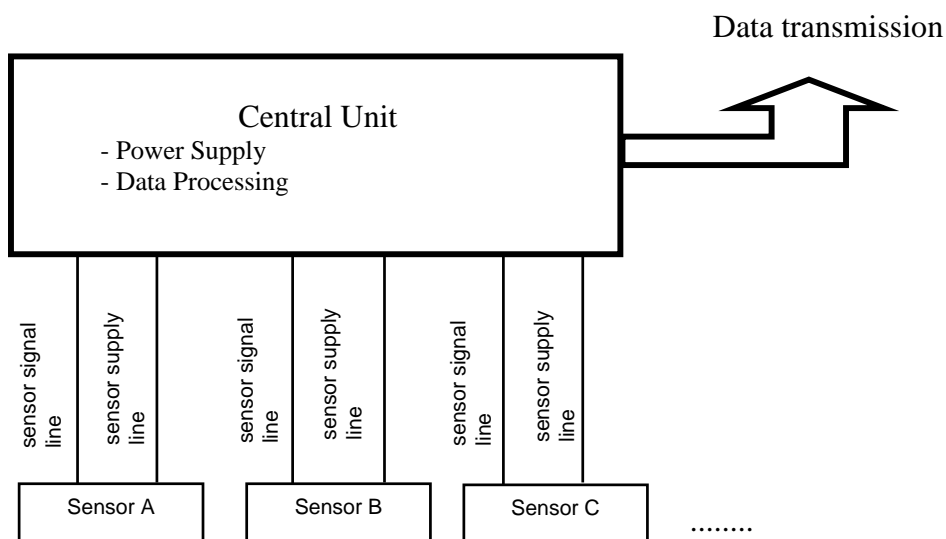 Data transmission
Central Unit
- Power Supply
- Data Processing
sensor signal
line
sensor supply
line
sensor signal
line
sensor supply
line
sensor signal
line
sensor supply
line
Sensor A
Sensor B
Sensor C
........